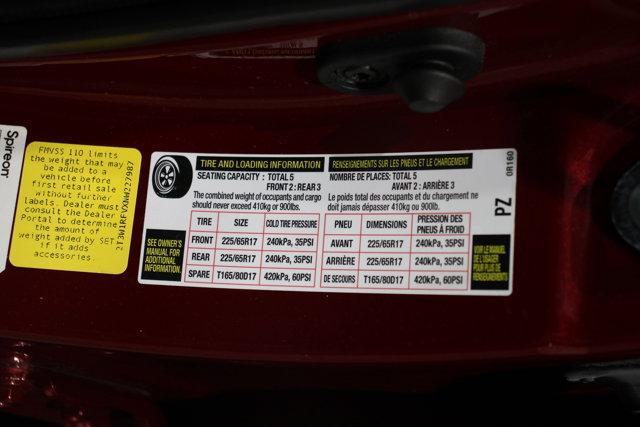 Spireon
FMVSS 110 limits
the weight that may
be added to a
vehicle before
first retail sale
without further
labels. Dealer must
consult the Dealer
Portal to determine
the amount of
weight added by SET
if it adds
accessories.
TIRE AND LOADING INFORMATION
SEATING CAPACITY : TOTAL 5
FRONT 2 : REAR 3
The combined weight of occupants and cargo
should never exceed 410kg or 900lbs.
RENSEIGNEMENTS SUR LES PNEUS ET LE CHARGEMENT
NOMBRE DE PLACES: TOTAL 5
AVANT 2 : ARRIÈRE 3
Le poids total des occupants et du chargement ne
doit jamais dépasser 410kg ou 900lb.
SEE OWNER'S
MANUAL FOR
ADDITIONAL
INFORMATION.
TIRE SIZE COLD TIRE PRESSURE
FRONT 225/65R17 240kPa, 35PSI
REAR 225/65R17 240kPa, 35PSI
SPARE T165/80D17 420kPa, 60PSI
PNEU DIMENSIONS PRESSION DES
PNEUS À FROID
AVANT 225/65R17 240kPa, 35PSI
ARRIÈRE 225/65R17 240kPa, 35PSI
DE SECOURS T165/80D17 420kPa, 60PSI
VOIR LE MANUEL
DE L'USAGER
POUR PLUS DE
RENSEIGNEMENTS
PZ
0R160